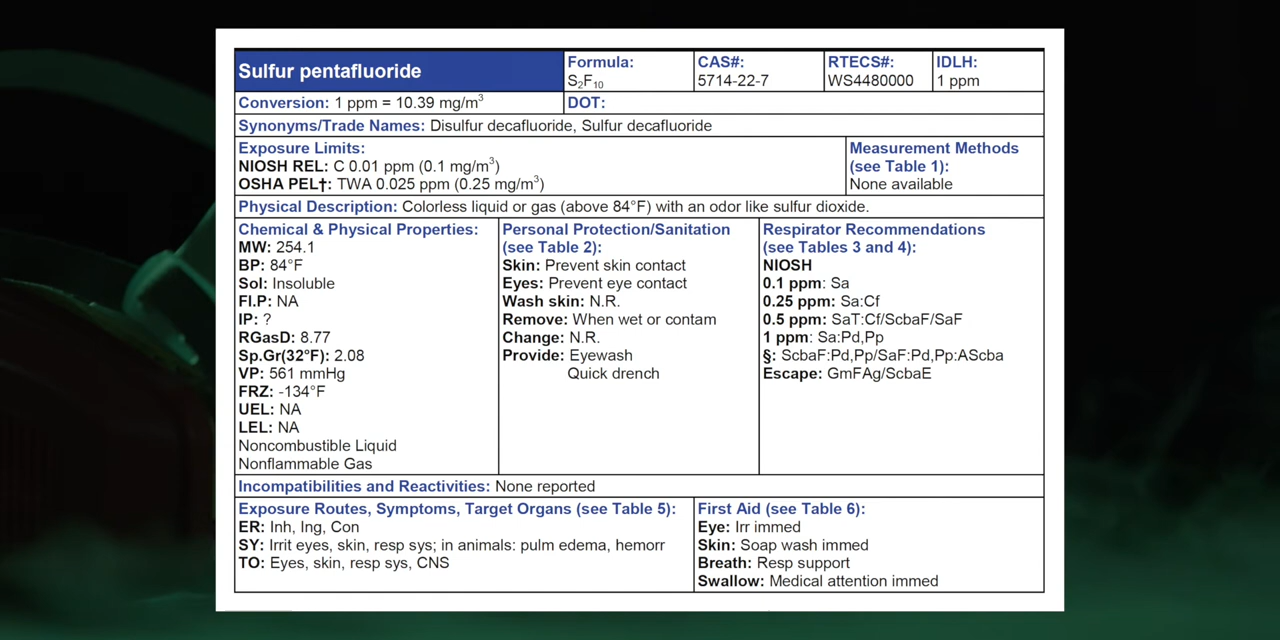 Sulfur pentafluoride
Formula:
S₂F₁₀
CAS#:
5714-22-7
RTECS#:
WS4480000
IDLH:
1 ppm
Conversion: 1 ppm = 10.39 mg/m³
DOT:
Synonyms/Trade Names: Disulfur decafluoride, Sulfur decafluoride
Exposure Limits:
NIOSH REL: C 0.01 ppm (0.1 mg/m³)
OSHA PEL†: TWA 0.025 ppm (0.25 mg/m³)
Measurement Methods
(see Table 1):
None available
Physical Description: Colorless liquid or gas (above 84°F) with an odor like sulfur dioxide.
Chemical & Physical Properties:
MW: 254.1
BP: 84°F
Sol: Insoluble
Fl.P: NA
IP: ?
RGasD: 8.77
Sp.Gr(32°F): 2.08
VP: 561 mmHg
FRZ: -134°F
UEL: NA
LEL: NA
Noncombustible Liquid
Nonflammable Gas
Personal Protection/Sanitation
(see Table 2):
Skin: Prevent skin contact
Eyes: Prevent eye contact
Wash skin: N.R.
Remove: When wet or contam
Change: N.R.
Provide: Eyewash
Quick drench
Respirator Recommendations
(see Tables 3 and 4):
NIOSH
0.1 ppm: Sa
0.25 ppm: Sa:Cf
0.5 ppm: SaT:Cf/ScbaF/SaF
1 ppm: Sa:Pd,Pp
§: ScbaF:Pd,Pp/SaF:Pd,Pp:AScba
Escape: GmFAg/ScbaE
Incompatibilities and Reactivities: None reported
Exposure Routes, Symptoms, Target Organs (see Table 5):
ER: Inh, Ing, Con
SY: Irrit eyes, skin, resp sys; in animals: pulm edema, hemorr
TO: Eyes, skin, resp sys, CNS
First Aid (see Table 6):
Eye: Irr immed
Skin: Soap wash immed
Breath: Resp support
Swallow: Medical attention immed